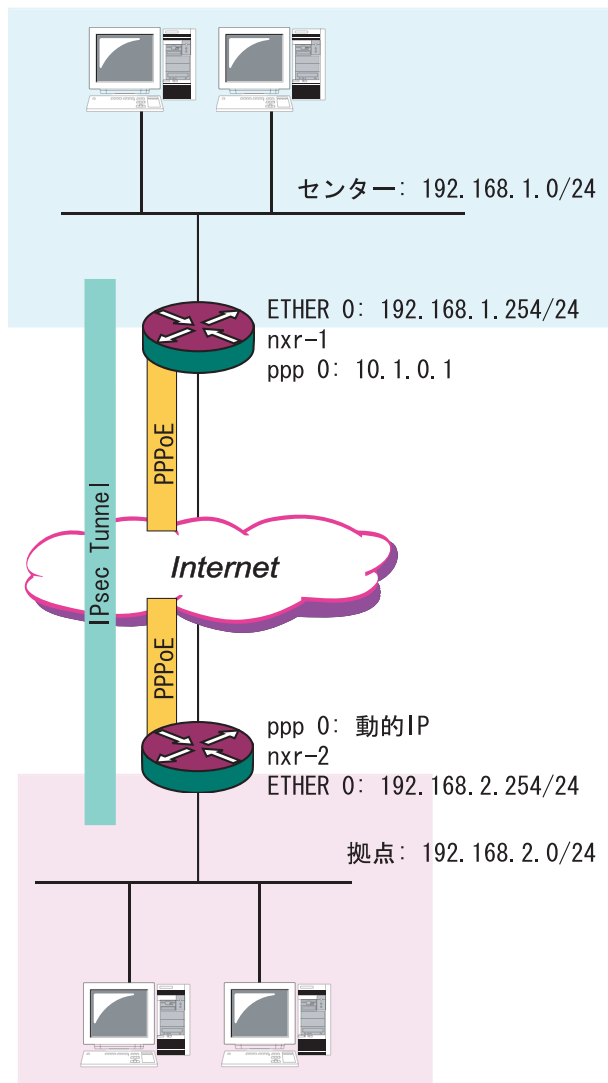 センター: 192.168.1.0/24
ETHER 0: 192.168.1.254/24
nxr-1
ppp 0: 10.1.0.1
PPPoE
IPsec Tunnel
Internet
PPPoE
ppp 0: 動的IP
nxr-2
ETHER 0: 192.168.2.254/24
拠点: 192.168.2.0/24